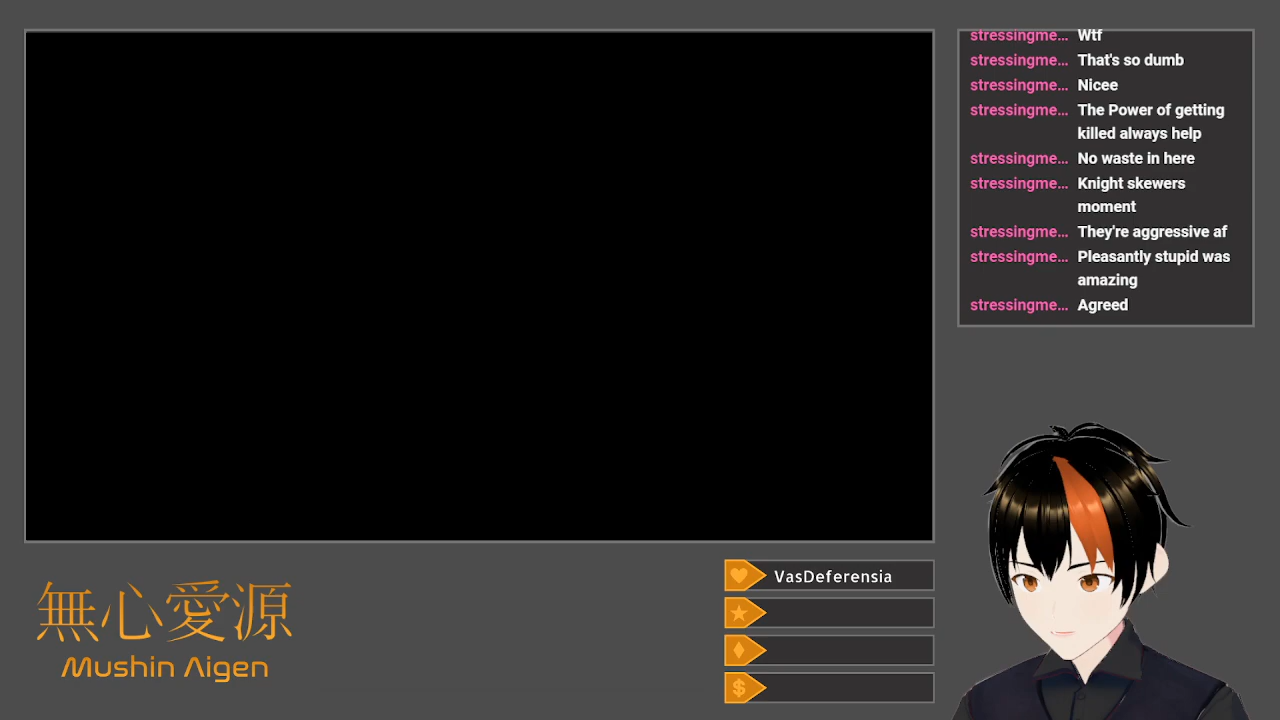 stressingme... Wtf
stressingme... That's so dumb
stressingme... Nicee
stressingme... The Power of getting
killed always help
stressingme... No waste in here
stressingme... Knight skewers
moment
stressingme... They're aggressive af
stressingme... Pleasantly stupid was
amazing
stressingme... Agreed
VasDeferensia
無心愛源
Mushin Aigen
$